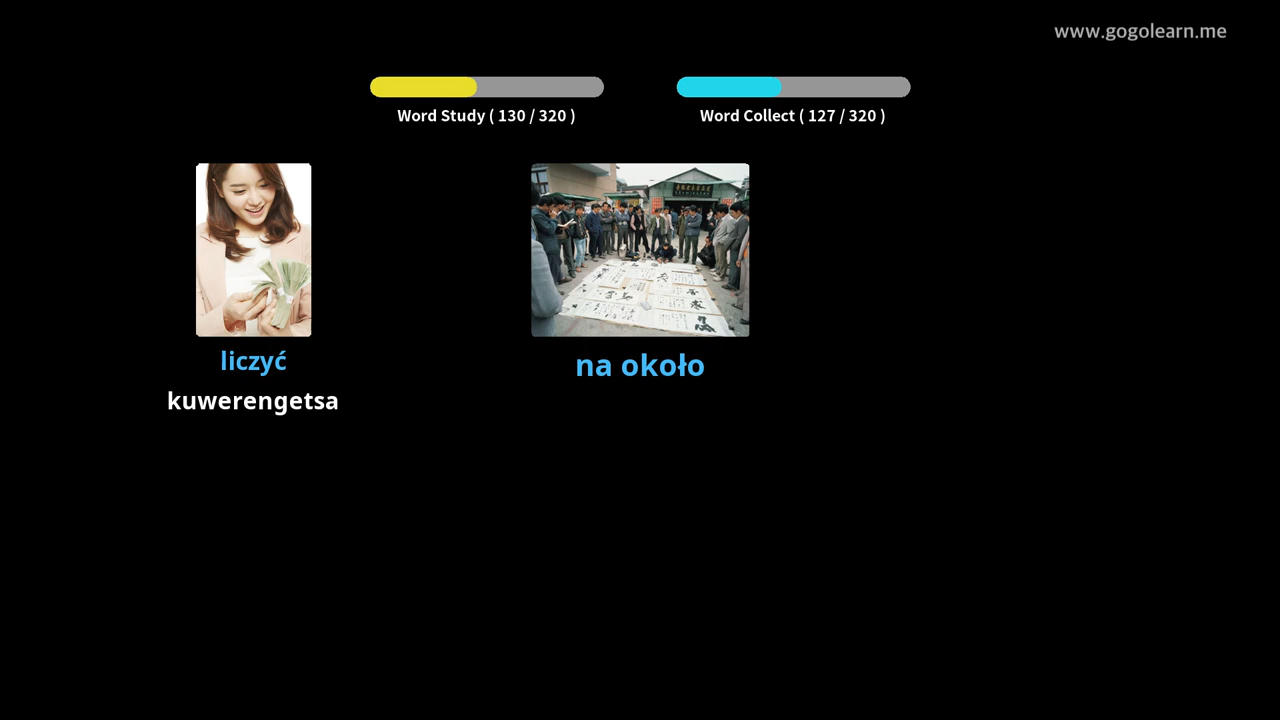 www.gogolearn.me
Word Study ( 130 / 320 )
Word Collect ( 127 / 320 )
liczyć
kuwerengetsa
na około